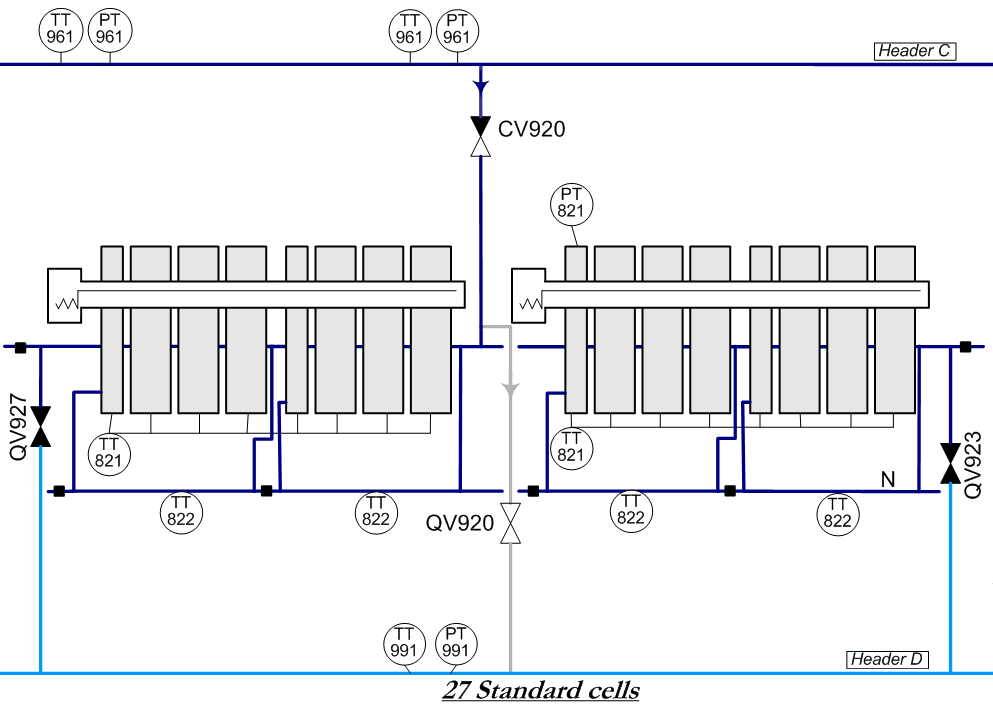 TT
961
PT
961
TT
961
PT
961
Header C
CV920
PT
821
QV927
TT
821
TT
821
QV923
N
TT
822
TT
822
QV920
TT
822
TT
822
TT
991
PT
991
Header D
27 Standard cells